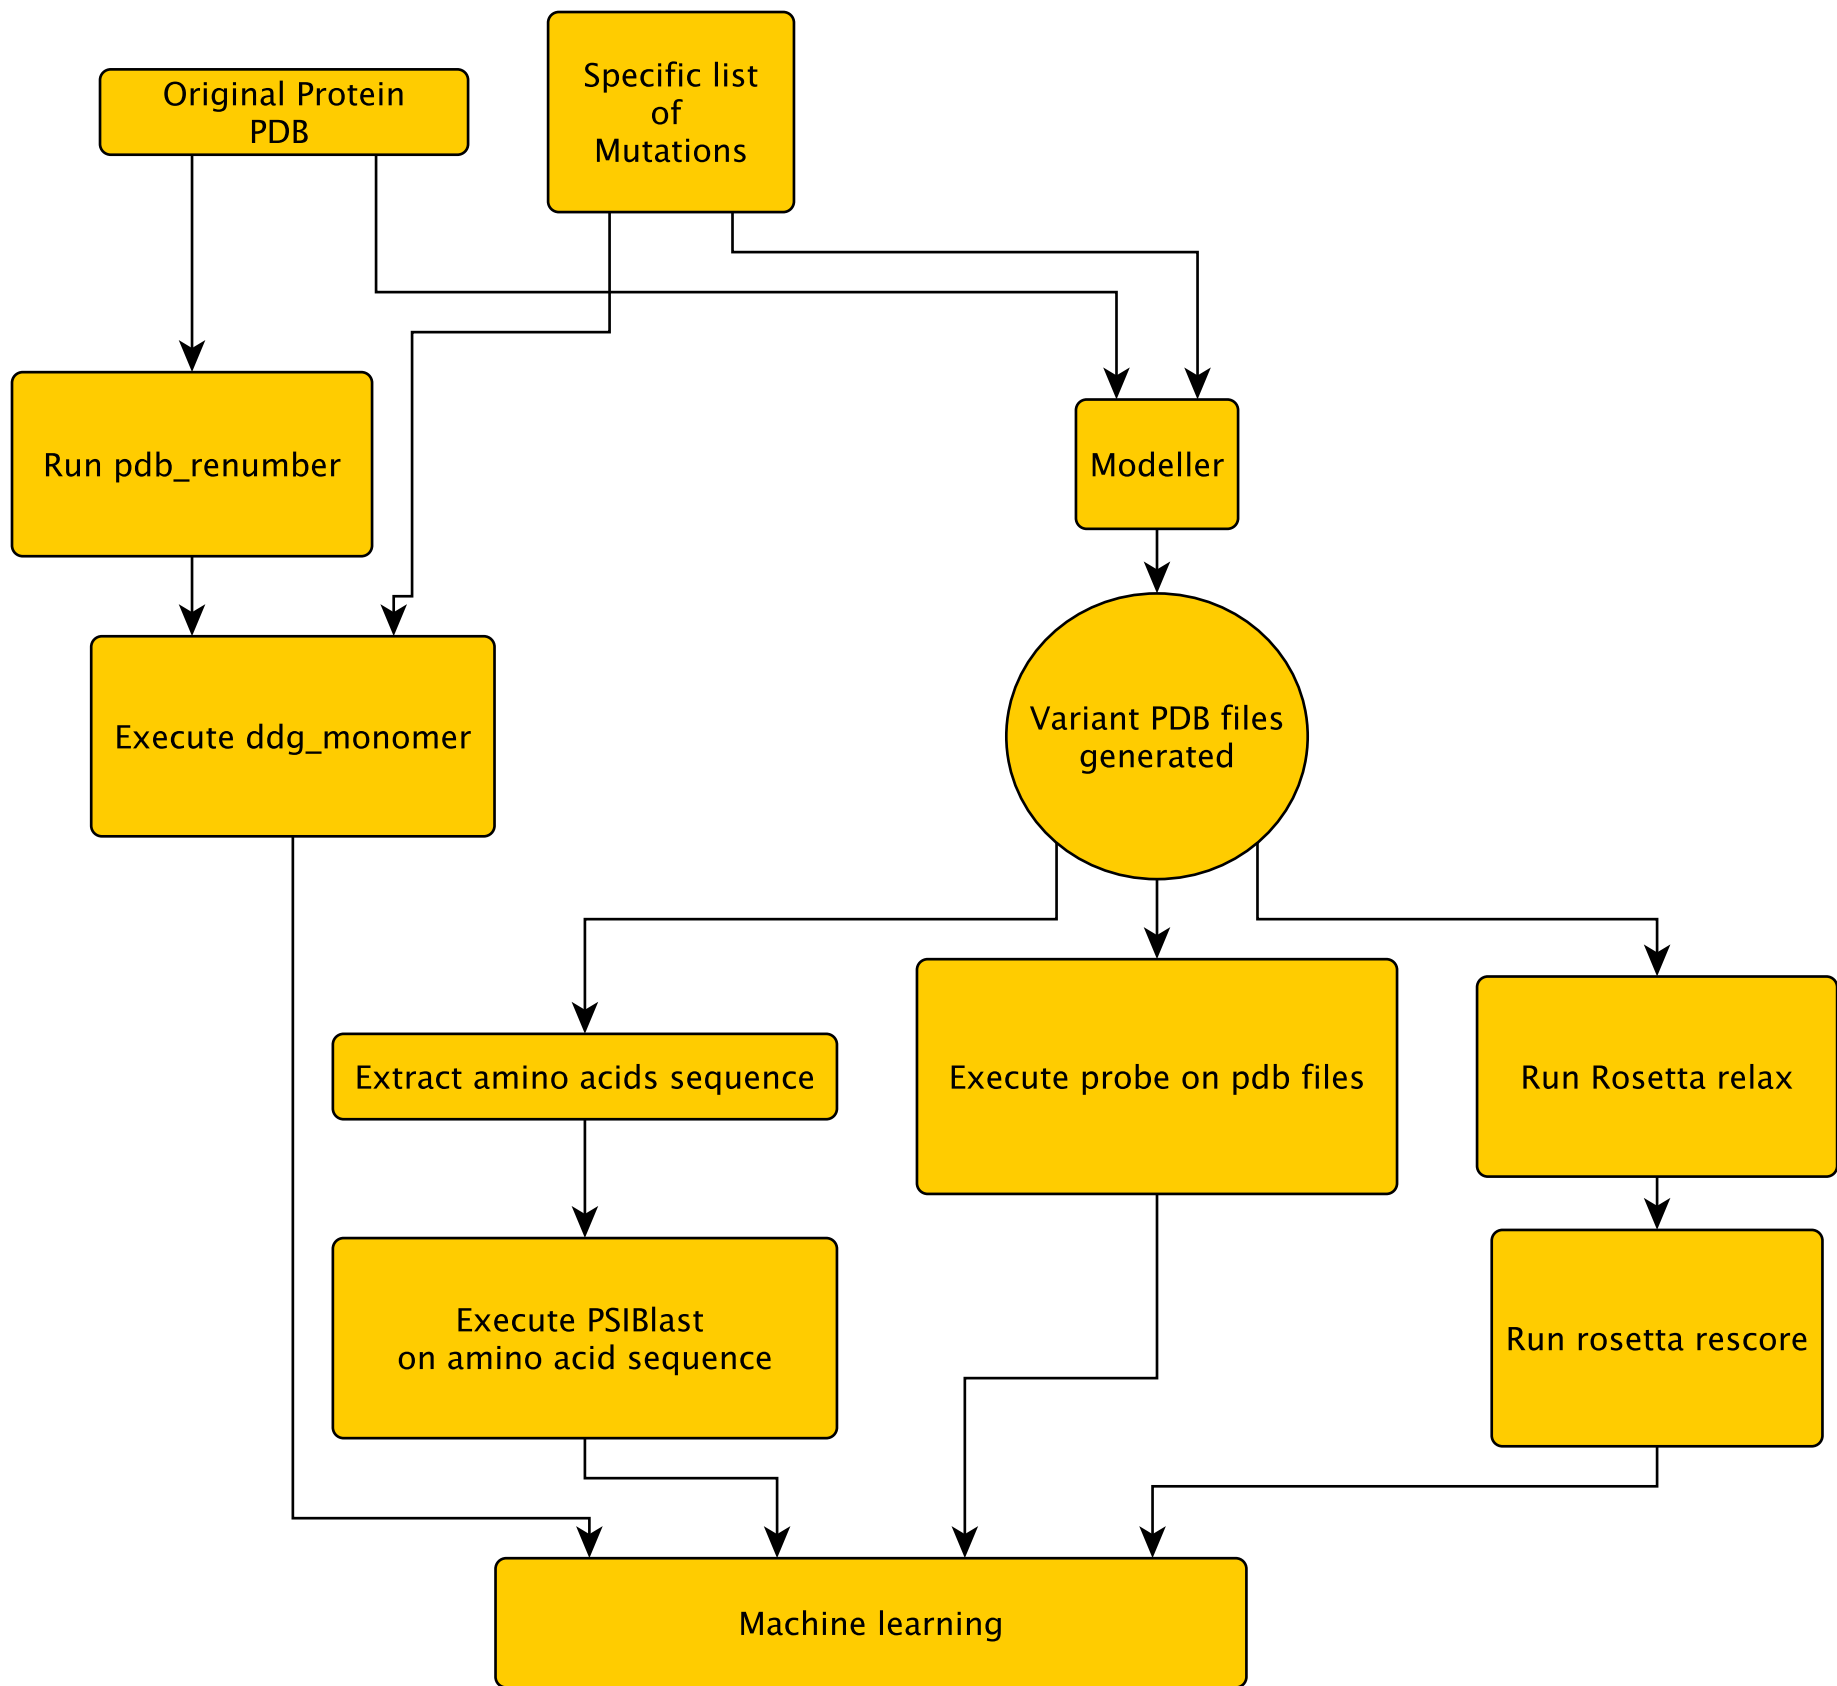 Original Protein
PDB
Specific list
of
Mutations
Run pdb_renumber
Modeller
Execute ddg_monomer
Variant PDB files
generated
Extract amino acids sequence
Execute probe on pdb files
Run Rosetta relax
Execute PSIBlast
on amino acid sequence
Run rosetta rescore
Machine learning